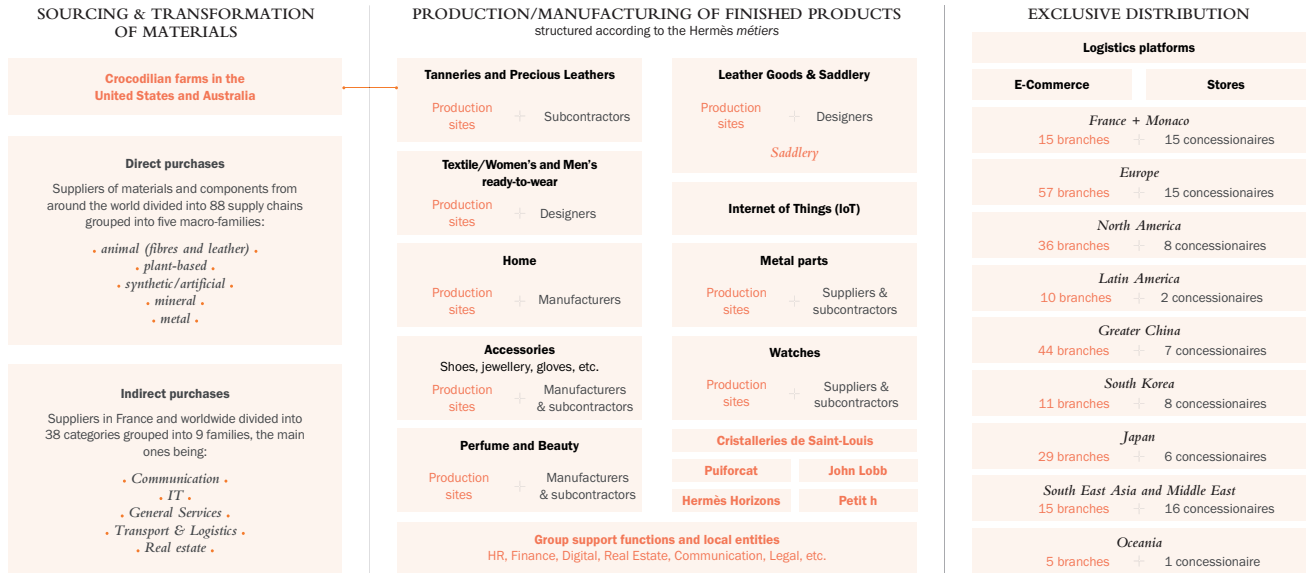 SOURCING & TRANSFORMATION
OF MATERIALS
Crocodilian farms in the
United States and Australia
Direct purchases
Suppliers of materials and components from
around the world divided into 88 supply chains
grouped into five macro-families:
• animal (fibres and leather) •
• plant-based •
• synthetic/artificial •
• mineral •
• metal •
Indirect purchases
Suppliers in France and worldwide divided into
38 categories grouped into 9 families, the main
ones being:
• Communication •
• IT •
• General Services •
• Transport & Logistics •
• Real estate •
PRODUCTION/MANUFACTURING OF FINISHED PRODUCTS
structured according to the Hermès métiers
Tanneries and Precious Leathers
Production
sites
+
Subcontractors
Textile/Women's and Men's
ready-to-wear
Production
sites
+
Designers
Home
Production
sites
+
Manufacturers
Accessories
Shoes, jewellery, gloves, etc.
Production
sites
+
Manufacturers
& subcontractors
Perfume and Beauty
Production
sites
+
Manufacturers
& subcontractors
Leather Goods & Saddlery
Production
sites
+
Designers
Saddlery
Internet of Things (IoT)
Metal parts
Production
sites
+
Suppliers &
subcontractors
Watches
Production
sites
+
Suppliers &
subcontractors
Cristalleries de Saint-Louis
Puiforcat
John Lobb
Hermès Horizons
Petit h
Group support functions and local entities
HR, Finance, Digital, Real Estate, Communication, Legal, etc.
EXCLUSIVE DISTRIBUTION
Logistics platforms
E-Commerce
Stores
France + Monaco
15 branches + 15 concessionaires
Europe
57 branches + 15 concessionaires
North America
36 branches + 8 concessionaires
Latin America
10 branches + 2 concessionaires
Greater China
44 branches + 7 concessionaires
South Korea
11 branches + 8 concessionaires
Japan
29 branches + 6 concessionaires
South East Asia and Middle East
15 branches + 16 concessionaires
Oceania
5 branches + 1 concessionaire